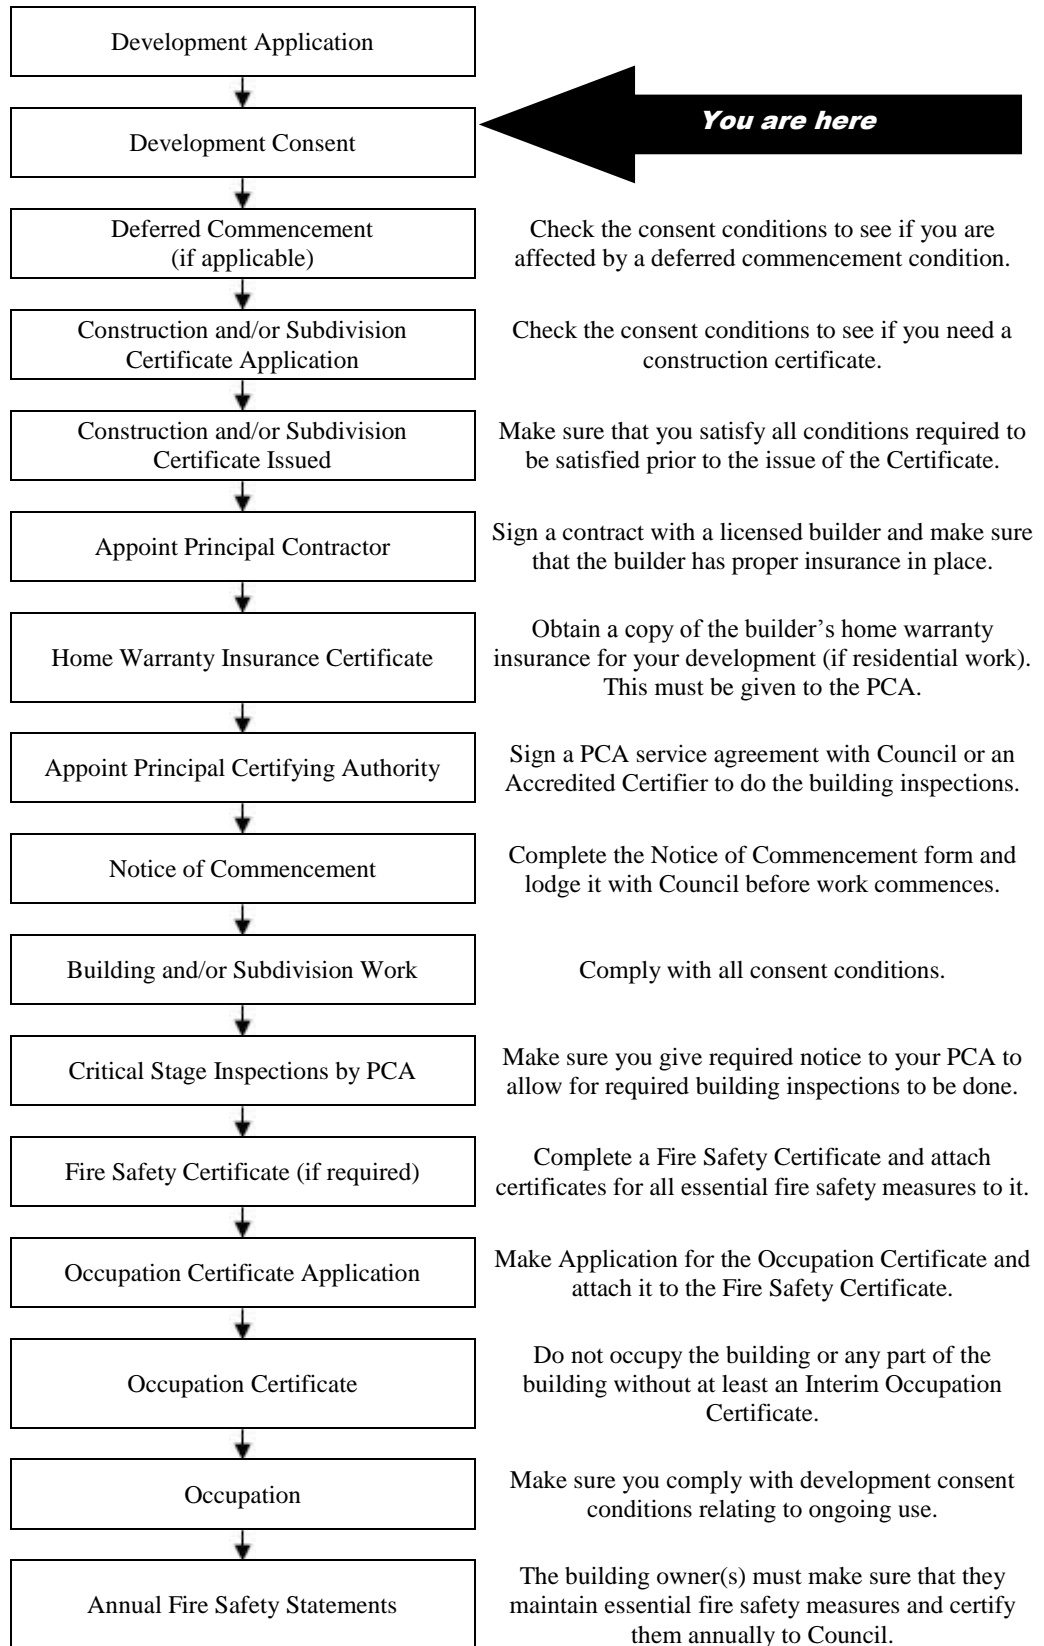 Development Application
Development Consent
You are here
Deferred Commencement
(if applicable)
Check the consent conditions to see if you are
affected by a deferred commencement condition.
Construction and/or Subdivision
Certificate Application
Check the consent conditions to see if you need a
construction certificate.
Construction and/or Subdivision
Certificate Issued
Make sure that you satisfy all conditions required to
be satisfied prior to the issue of the Certificate.
Appoint Principal Contractor
Sign a contract with a licensed builder and make sure
that the builder has proper insurance in place.
Home Warranty Insurance Certificate
Obtain a copy of the builder’s home warranty
insurance for your development (if residential work).
This must be given to the PCA.
Appoint Principal Certifying Authority
Sign a PCA service agreement with Council or an
Accredited Certifier to do the building inspections.
Notice of Commencement
Complete the Notice of Commencement form and
lodge it with Council before work commences.
Building and/or Subdivision Work
Comply with all consent conditions.
Critical Stage Inspections by PCA
Make sure you give required notice to your PCA to
allow for required building inspections to be done.
Fire Safety Certificate (if required)
Complete a Fire Safety Certificate and attach
certificates for all essential fire safety measures to it.
Occupation Certificate Application
Make Application for the Occupation Certificate and
attach it to the Fire Safety Certificate.
Occupation Certificate
Do not occupy the building or any part of the
building without at least an Interim Occupation
Certificate.
Occupation
Make sure you comply with development consent
conditions relating to ongoing use.
Annual Fire Safety Statements
The building owner(s) must make sure that they
maintain essential fire safety measures and certify
them annually to Council.